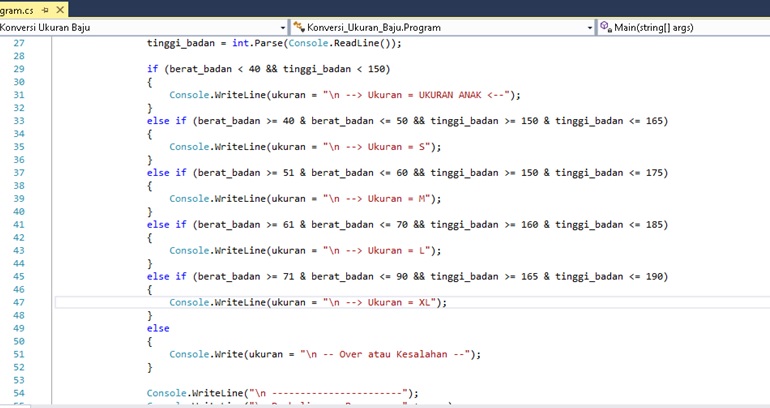 gram.cs
Konversi Ukuran Baju Konversi_Ukuran_Baju.Program Main(string[] args)
27 tinggi_badan = int.Parse(Console.ReadLine());
28
29 if (berat_badan < 40 && tinggi_badan < 150)
30 {
31 Console.WriteLine(ukuran = "\n --> Ukuran = UKURAN ANAK <--");
32 }
33 else if (berat_badan >= 40 & berat_badan <= 50 && tinggi_badan >= 150 & tinggi_badan <= 165)
34 {
35 Console.WriteLine(ukuran = "\n --> Ukuran = S");
36 }
37 else if (berat_badan >= 51 & berat_badan <= 60 && tinggi_badan >= 150 & tinggi_badan <= 175)
38 {
39 Console.WriteLine(ukuran = "\n --> Ukuran = M");
40 }
41 else if (berat_badan >= 61 & berat_badan <= 70 && tinggi_badan >= 160 & tinggi_badan <= 185)
42 {
43 Console.WriteLine(ukuran = "\n --> Ukuran = L");
44 }
45 else if (berat_badan >= 71 & berat_badan <= 90 && tinggi_badan >= 165 & tinggi_badan <= 190)
46 {
47 Console.WriteLine(ukuran = "\n --> Ukuran = XL");
48 }
49 else
50 {
51 Console.Write(ukuran = "\n -- Over atau Kesalahan --");
52 }
53
54 Console.WriteLine("\n ----------------------");
55